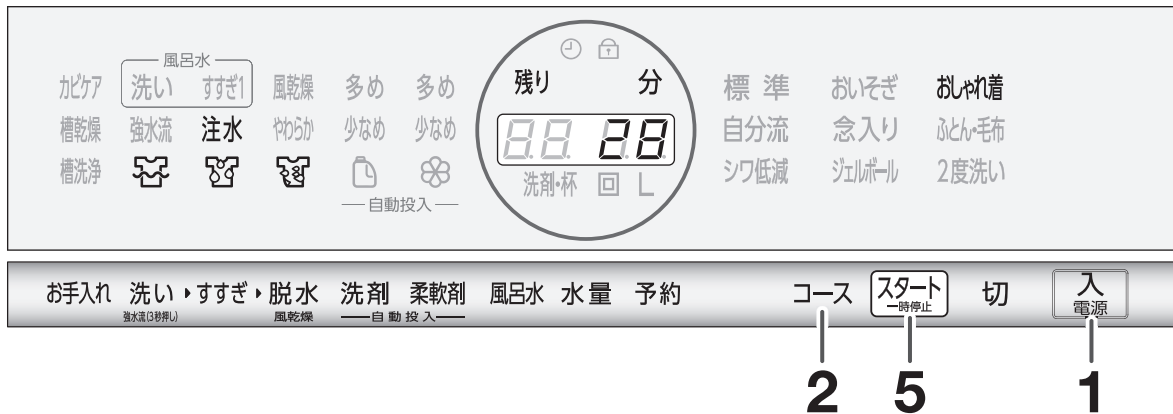 風呂水
残り 分
カビケア 洗い すすぎ1 風乾燥 多め 多め 標準 おいそぎ おしゃれ着
槽乾燥 強水流 注水 やわらか 少なめ 少なめ 88 28 自分流 念入り ふとん・毛布
槽洗浄 洗剤・杯 回 L シワ低減 ジェルボール 2度洗い
自動投入
お手入れ 洗い すすぎ 脱水 洗剤 柔軟剤 風呂水 水量 予約 コース スタート 切 入
強水流(3秒押し) 風乾燥 自動投入 一時停止 電源
2 5 1